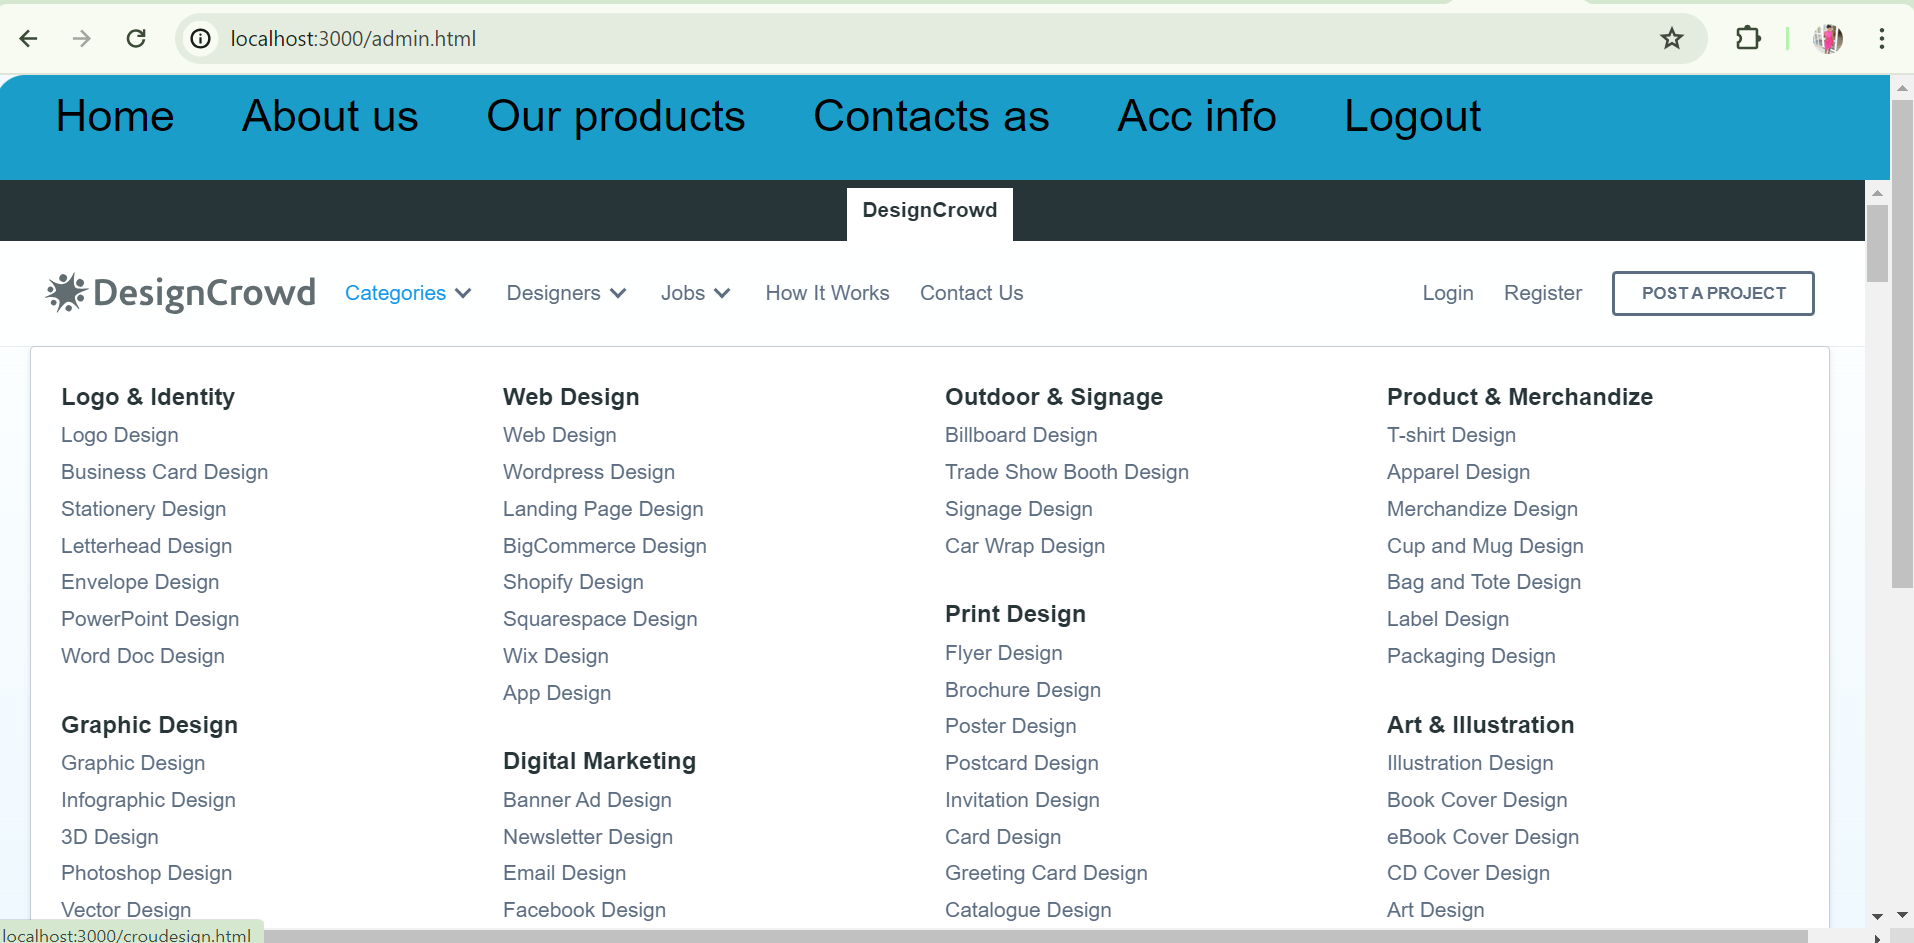 localhost:3000/admin.html
Home About us Our products Contacts as Acc info Logout
DesignCrowd
DesignCrowd Categories Designers Jobs How It Works Contact Us Login Register POST A PROJECT
Logo & Identity
Logo Design
Business Card Design
Stationery Design
Letterhead Design
Envelope Design
PowerPoint Design
Word Doc Design
Graphic Design
Graphic Design
Infographic Design
3D Design
Photoshop Design
Vector Design
Web Design
Web Design
Wordpress Design
Landing Page Design
BigCommerce Design
Shopify Design
Squarespace Design
Wix Design
App Design
Digital Marketing
Banner Ad Design
Newsletter Design
Email Design
Facebook Design
Outdoor & Signage
Billboard Design
Trade Show Booth Design
Signage Design
Car Wrap Design
Print Design
Flyer Design
Brochure Design
Poster Design
Postcard Design
Invitation Design
Card Design
Greeting Card Design
Catalogue Design
Product & Merchandize
T-shirt Design
Apparel Design
Merchandize Design
Cup and Mug Design
Bag and Tote Design
Label Design
Packaging Design
Art & Illustration
Illustration Design
Book Cover Design
eBook Cover Design
CD Cover Design
Art Design
localhost:3000/croudesign.html